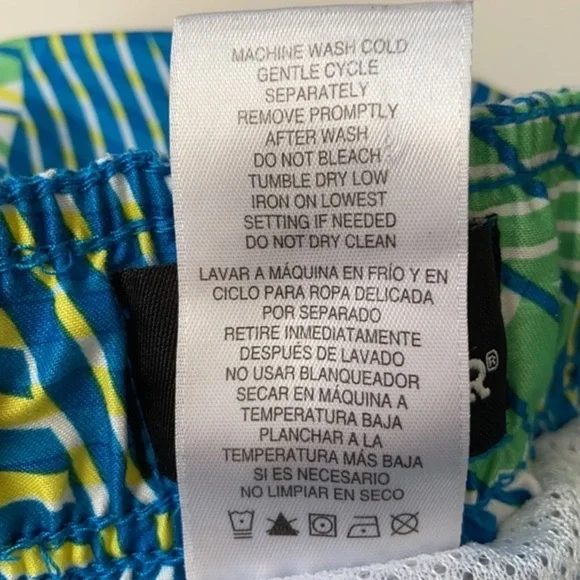 MACHINE WASH COLD
GENTLE CYCLE
SEPARATELY
REMOVE PROMPTLY
AFTER WASH
DO NOT BLEACH
TUMBLE DRY LOW
IRON ON LOWEST
SETTING IF NEEDED
DO NOT DRY CLEAN
LAVAR A MÁQUINA EN FRÍO Y EN
CICLO PARA ROPA DELICADA
POR SEPARADO
RETIRE INMEDIATAMENTE
DESPUÉS DE LAVADO
NO USAR BLANQUEADOR
SECAR EN MÁQUINA A
TEMPERATURA BAJA
PLANCHAR A LA
TEMPERATURA MÁS BAJA
SI ES NECESARIO
NO LIMPIAR EN SECO